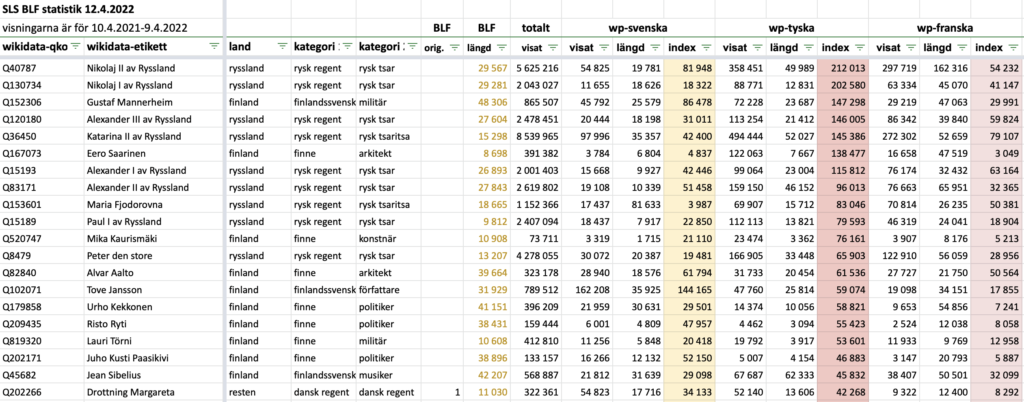 SLS BLF statistik 12.4.2022
visningarna är för 10.4.2021-9.4.2022 BLF BLF totalt wp-svenska wp-tyska wp-franska
wikidata-qko wikidata-etikett land kategori kategori orig. längd visat visat längd index visat längd index visat längd index
Q40787 Nikolaj II av Ryssland ryssland rysk regent rysk tsar 29 567 5 625 216 54 825 19 781 81 948 358 451 49 989 212 013 297 719 162 316 54 232
Q130734 Nikolaj I av Ryssland ryssland rysk regent rysk tsar 29 281 2 043 027 11 655 18 626 18 322 88 771 12 831 202 580 63 334 45 070 41 147
Q152306 Gustaf Mannerheim finland finlandssvensk militär 48 306 865 507 45 792 25 579 86 478 72 228 23 687 147 298 29 219 47 063 29 991
Q120180 Alexander III av Ryssland ryssland rysk regent rysk tsar 27 604 2 478 451 20 444 18 198 31 011 113 254 21 412 146 005 86 342 39 840 59 824
Q36450 Katarina II av Ryssland ryssland rysk regent rysk tsaritsa 15 298 8 539 965 97 996 35 357 42 400 494 444 52 027 145 386 272 302 52 659 79 107
Q167073 Eero Saarinen finland finne arkitekt 8 698 391 382 3 784 6 804 4 837 122 063 7 667 138 477 16 658 47 519 3 049
Q15193 Alexander I av Ryssland ryssland rysk regent rysk tsar 26 893 2 001 403 15 668 9 927 42 446 99 064 23 004 115 812 76 174 32 432 63 164
Q83171 Alexander II av Ryssland ryssland rysk regent rysk tsar 27 843 2 619 802 19 108 10 339 51 458 159 150 46 152 96 013 76 663 65 951 32 365
Q153601 Maria Fjodorovna ryssland rysk regent rysk tsaritsa 18 665 1 152 366 17 437 81 633 3 987 69 907 15 712 83 046 70 814 26 235 50 381
Q15189 Paul I av Ryssland ryssland rysk regent rysk tsar 9 812 2 407 094 18 437 7 917 22 850 112 113 13 821 79 593 46 319 24 041 18 904
Q520747 Mika Kaurismäki finland finne konstnär 10 908 73 711 3 319 1 715 21 110 23 474 3 362 76 161 3 907 8 176 5 213
Q8479 Peter den store ryssland rysk regent rysk tsar 13 207 4 278 055 30 072 20 387 19 481 166 905 33 448 65 903 122 910 56 059 28 956
Q82840 Alvar Aalto finland finne arkitekt 39 664 323 178 28 940 18 576 61 794 31 733 20 454 61 536 27 727 21 750 50 564
Q102071 Tove Jansson finland finlandssvensk författare 31 929 789 512 162 208 35 925 144 165 47 760 25 814 59 074 19 098 34 151 17 855
Q179858 Urho Kekkonen finland finne politiker 41 151 396 209 21 959 30 631 29 501 14 374 10 056 58 821 9 653 54 856 7 241
Q209435 Risto Ryti finland finne politiker 38 431 159 444 6 001 4 809 47 957 4 462 3 094 55 423 2 524 12 038 8 058
Q819320 Lauri Törni finland finne militär 10 608 412 810 11 256 5 848 20 418 19 792 3 917 53 601 11 933 9 769 12 958
Q202171 Juho Kusti Paasikivi finland finne politiker 38 896 133 157 16 266 12 132 52 150 5 007 4 154 46 883 3 147 20 793 5 887
Q45682 Jean Sibelius finland finlandssvensk musiker 42 207 568 887 21 812 31 639 29 098 67 687 62 333 45 832 38 407 50 501 32 099
Q202266 Drottning Margareta resten dansk regent dansk regent 1 11 030 322 361 54 823 17 716 34 133 52 140 13 606 42 268 9 322 12 400 8 292